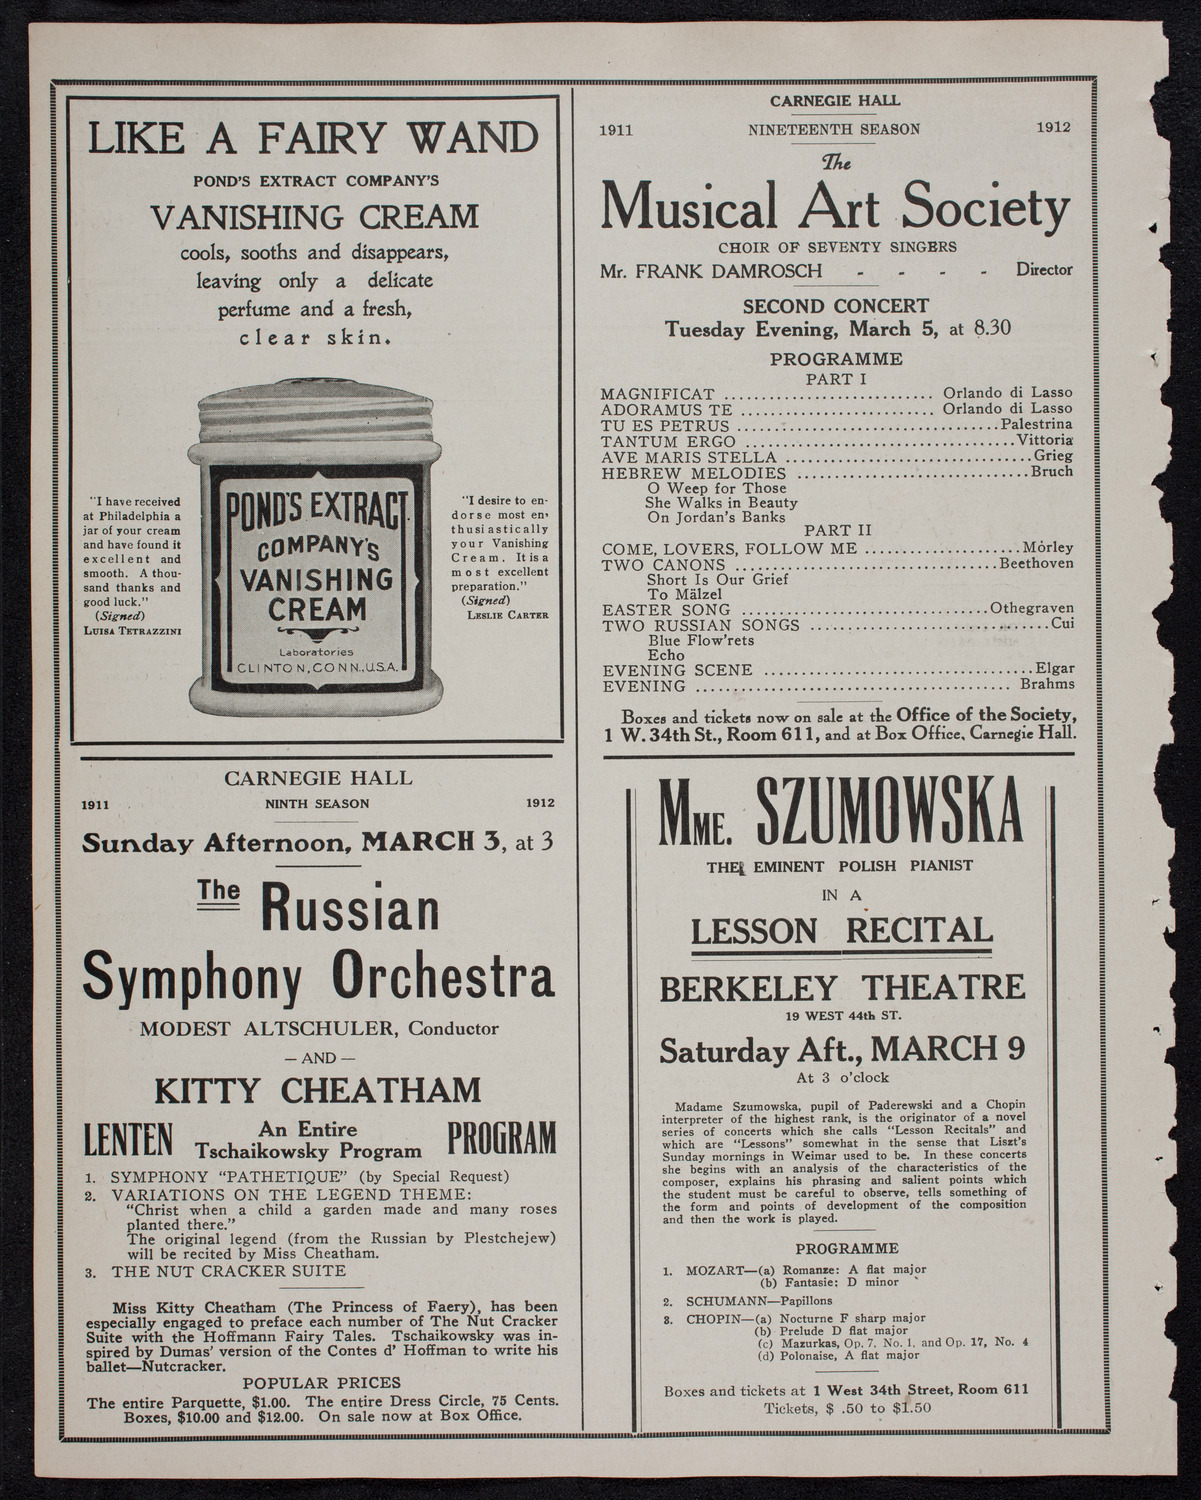 LIKE A FAIRY WAND
POND'S EXTRACT COMPANY'S
VANISHING CREAM
cools, sooths and disappears,
leaving only a delicate
perfume and a fresh,
clear skin.
"I have received
at Philadelphia a
jar of your cream
and have found it
excellent and
smooth. A thou-
sand thanks and
good luck."
(Signed)
LUISA TETRAZZINI
POND'S EXTRACT
COMPANY'S
VANISHING
CREAM
Laboratories
CLINTON, CONN., U.S.A.
"I desire to en-
dorse most en-
thusiastically
your Vanishing
Cream. It is a
most excellent
preparation."
(Signed)
LESLIE CARTER
CARNEGIE HALL
1911 NINTH SEASON 1912
Sunday Afternoon, MARCH 3, at 3
The Russian
Symphony Orchestra
MODEST ALTSCHULER, Conductor
— AND —
KITTY CHEATHAM
LENTEN An Entire Tschaikowsky Program PROGRAM
1. SYMPHONY "PATHETIQUE" (by Special Request)
2. VARIATIONS ON THE LEGEND THEME:
"Christ when a child a garden made and many roses
planted there."
The original legend (from the Russian by Plestchejew)
will be recited by Miss Cheatham.
3. THE NUT CRACKER SUITE
Miss Kitty Cheatham (The Princess of Faery), has been
especially engaged to preface each number of The Nut Cracker
Suite with the Hoffmann Fairy Tales. Tschaikowsky was in-
spired by Dumas' version of the Contes d' Hoffman to write his
ballet—Nutcracker.
POPULAR PRICES
The entire Parquette, $1.00. The entire Dress Circle, 75 Cents.
Boxes, $10.00 and $12.00. On sale now at Box Office.
CARNEGIE HALL
1911 NINETEENTH SEASON 1912
The
Musical Art Society
CHOIR OF SEVENTY SINGERS
Mr. FRANK DAMROSCH - - - - Director
SECOND CONCERT
Tuesday Evening, March 5, at 8.30
PROGRAMME
PART I
MAGNIFICAT ............................ Orlando di Lasso
ADORAMUS TE .......................... Orlando di Lasso
TU ES PETRUS ...................................Palestrina
TANTUM ERGO ....................................Vittoria
AVE MARIS STELLA .................................Grieg
HEBREW MELODIES ...............................Bruch
O Weep for Those
She Walks in Beauty
On Jordan's Banks
PART II
COME, LOVERS, FOLLOW ME .....................Morley
TWO CANONS ...................................Beethoven
Short Is Our Grief
To Mälzel
EASTER SONG .................................Othegraven
TWO RUSSIAN SONGS ................................Cui
Blue Flow'rets
Echo
EVENING SCENE ....................................Elgar
EVENING .......................................... Brahms
Boxes and tickets now on sale at the Office of the Society,
1 W. 34th St., Room 611, and at Box Office, Carnegie Hall.
MME. SZUMOWSKA
THE EMINENT POLISH PIANIST
IN A
LESSON RECITAL
BERKELEY THEATRE
19 WEST 44th ST.
Saturday Aft., MARCH 9
At 3 o'clock
Madame Szumowska, pupil of Paderewski and a Chopin
interpreter of the highest rank, is the originator of a novel
series of concerts which she calls "Lesson Recitals" and
which are "Lessons" somewhat in the sense that Liszt's
Sunday mornings in Weimar used to be. In these concerts
she begins with an analysis of the characteristics of the
composer, explains his phrasing and salient points which
the student must be careful to observe, tells something of
the form and points of development of the composition
and then the work is played.
PROGRAMME
1. MOZART—(a) Romanze: A flat major
(b) Fantasie: D minor
2. SCHUMANN—Papillons
3. CHOPIN—(a) Nocturne F sharp major
(b) Prelude D flat major
(c) Mazurkas, Op. 7, No. 1, and Op. 17, No. 4
(d) Polonaise, A flat major
Boxes and tickets at 1 West 34th Street, Room 611
Tickets, $ .50 to $1.50